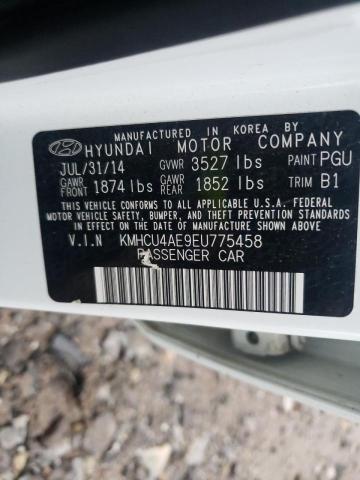 MANUFACTURED IN KOREA BY
HYUNDAI MOTOR COMPANY
JUL/31/14 GVWR 3527 lbs PAINT PGU
GAWR FRONT 1874 lbs GAWR REAR 1852 lbs TRIM B1
THIS VEHICLE CONFORMS TO ALL APPLICABLE U.S. FEDERAL
MOTOR VEHICLE SAFETY, BUMPER, AND THEFT PREVENTION
STANDARDS IN EFFECT ON THE DATE OF MANUFACTURE
SHOWN ABOVE.
V.I.N KMHCU4AE9EU775458
PASSENGER CAR